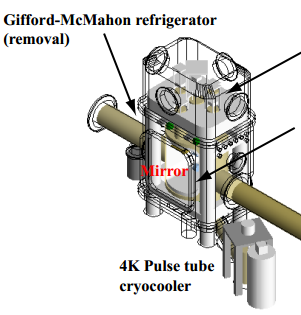 Gifford-McMahon refrigerator
(removal)
Mirror
4K Pulse tube
cryocooler